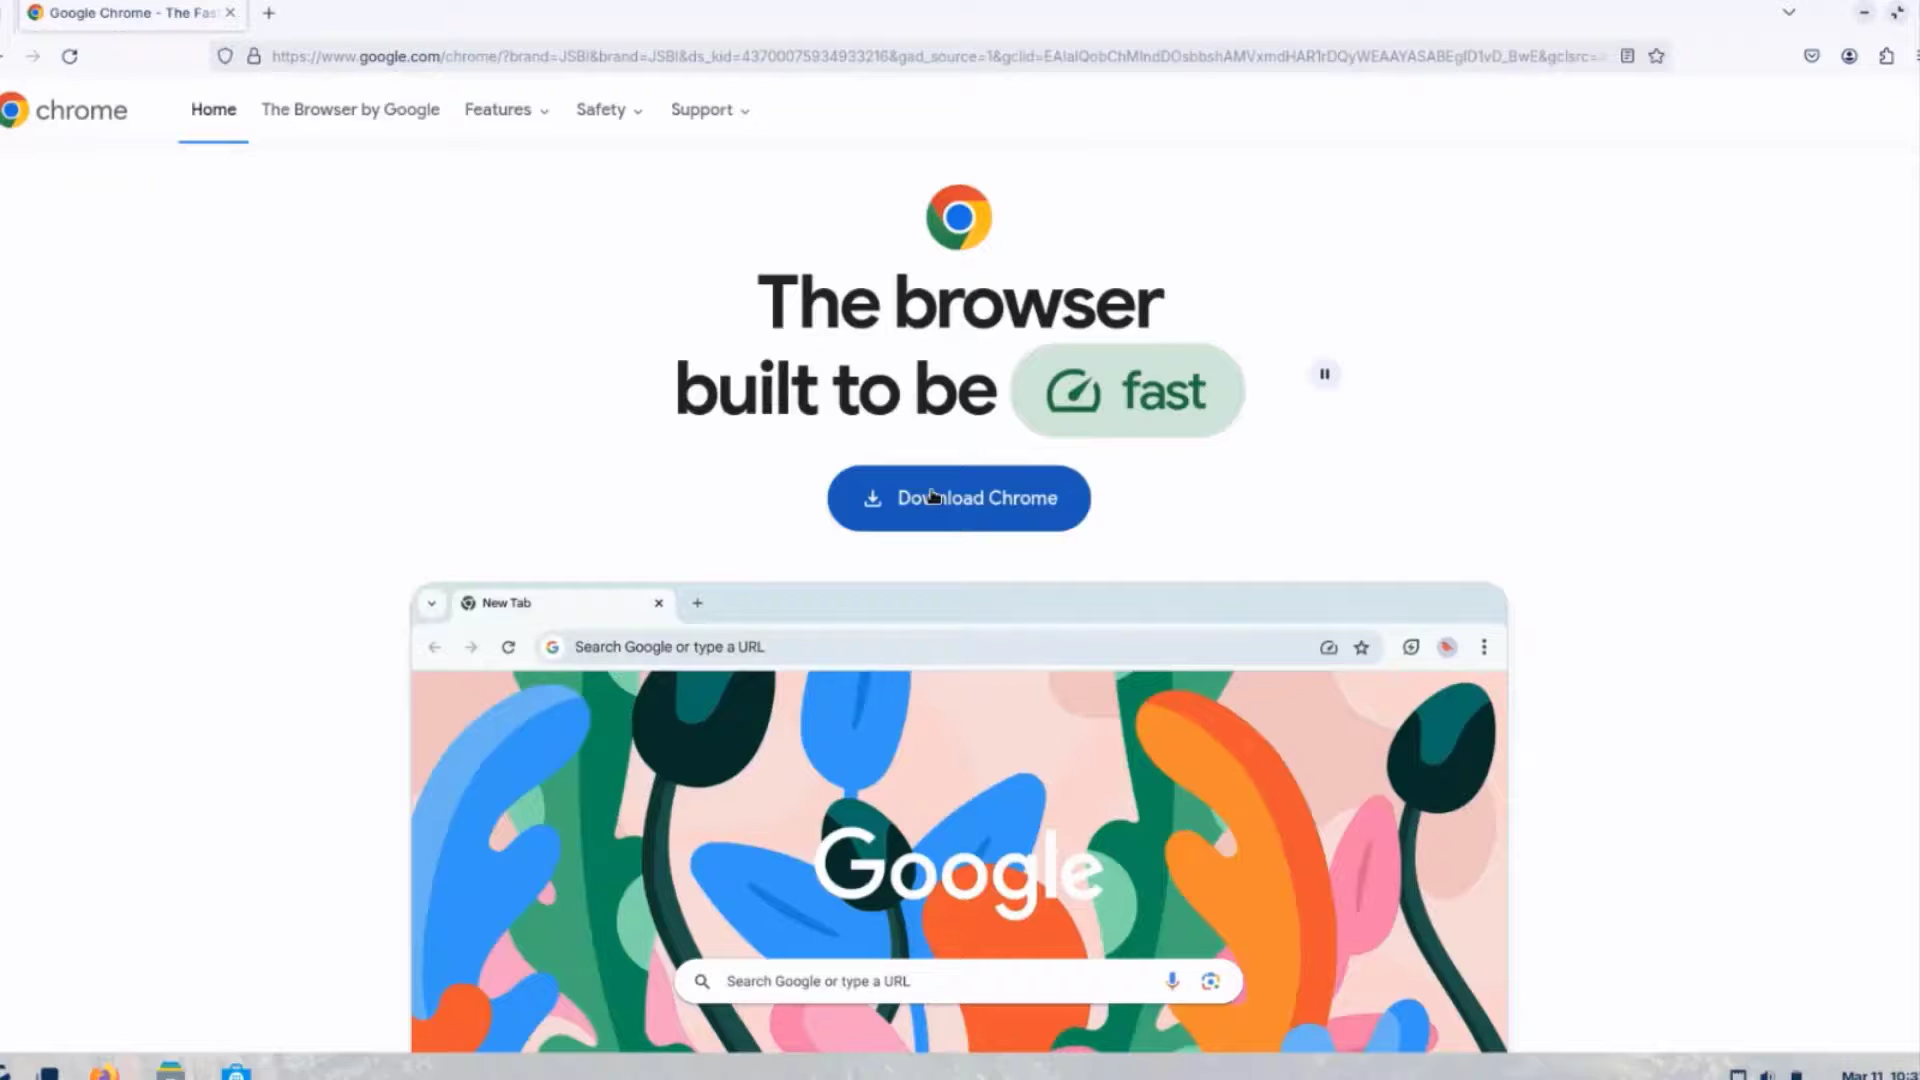 Google Chrome - The Fas
https://www.google.com/chrome/?brand=JSBI&brand=JSBI&ds_kid=43700075934933216&gad_source=1&gclid=EAIaIQobChMIndDOsbbshAMVxmdHAR1rDQyWEAAYASABEgID1vD_BwE&gclsrc=
chrome
Home
The Browser by Google
Features
Safety
Support
The browser
built to be fast
Download Chrome
New Tab
Search Google or type a URL
Google
Search Google or type a URL
Mar 11, 10:3